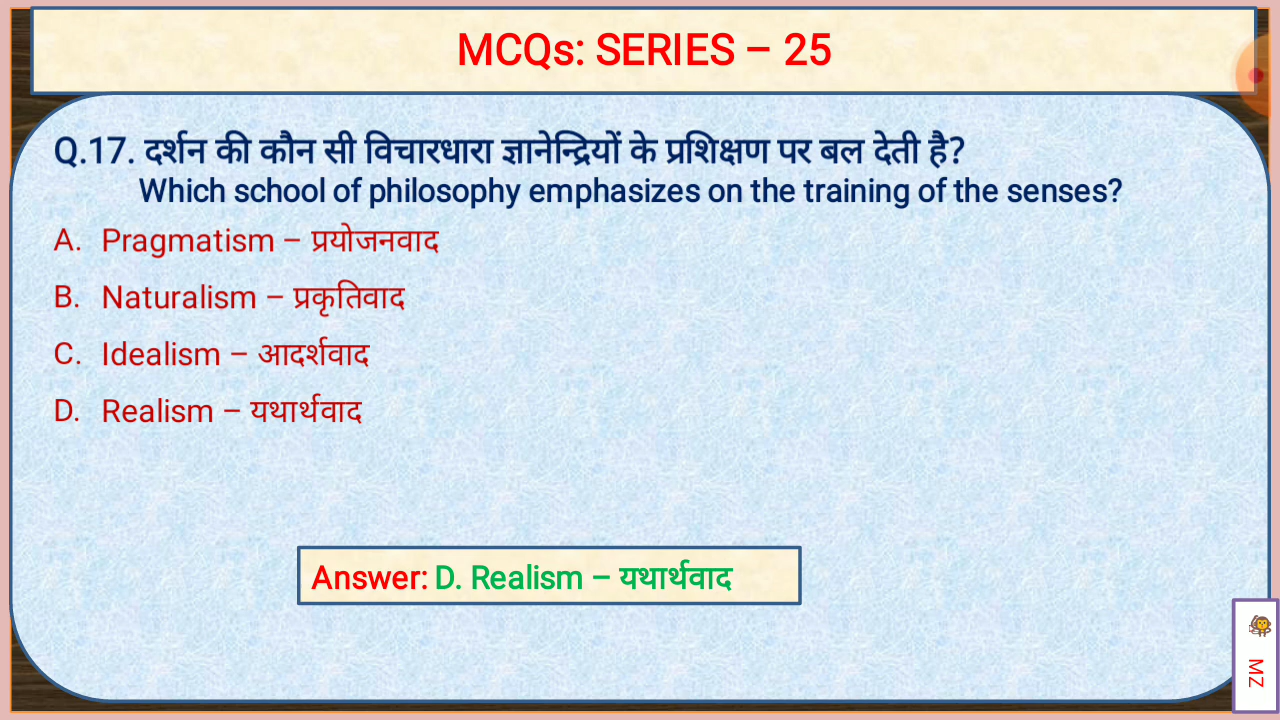 MCQs: SERIES – 25
Q.17. दर्शन की कौन सी विचारधारा ज्ञानेन्द्रियों के प्रशिक्षण पर बल देती है?
Which school of philosophy emphasizes on the training of the senses?
A. Pragmatism – प्रयोजनवाद
B. Naturalism – प्रकृतिवाद
C. Idealism – आदर्शवाद
D. Realism – यथार्थवाद
Answer: D. Realism – यथार्थवाद
MZ